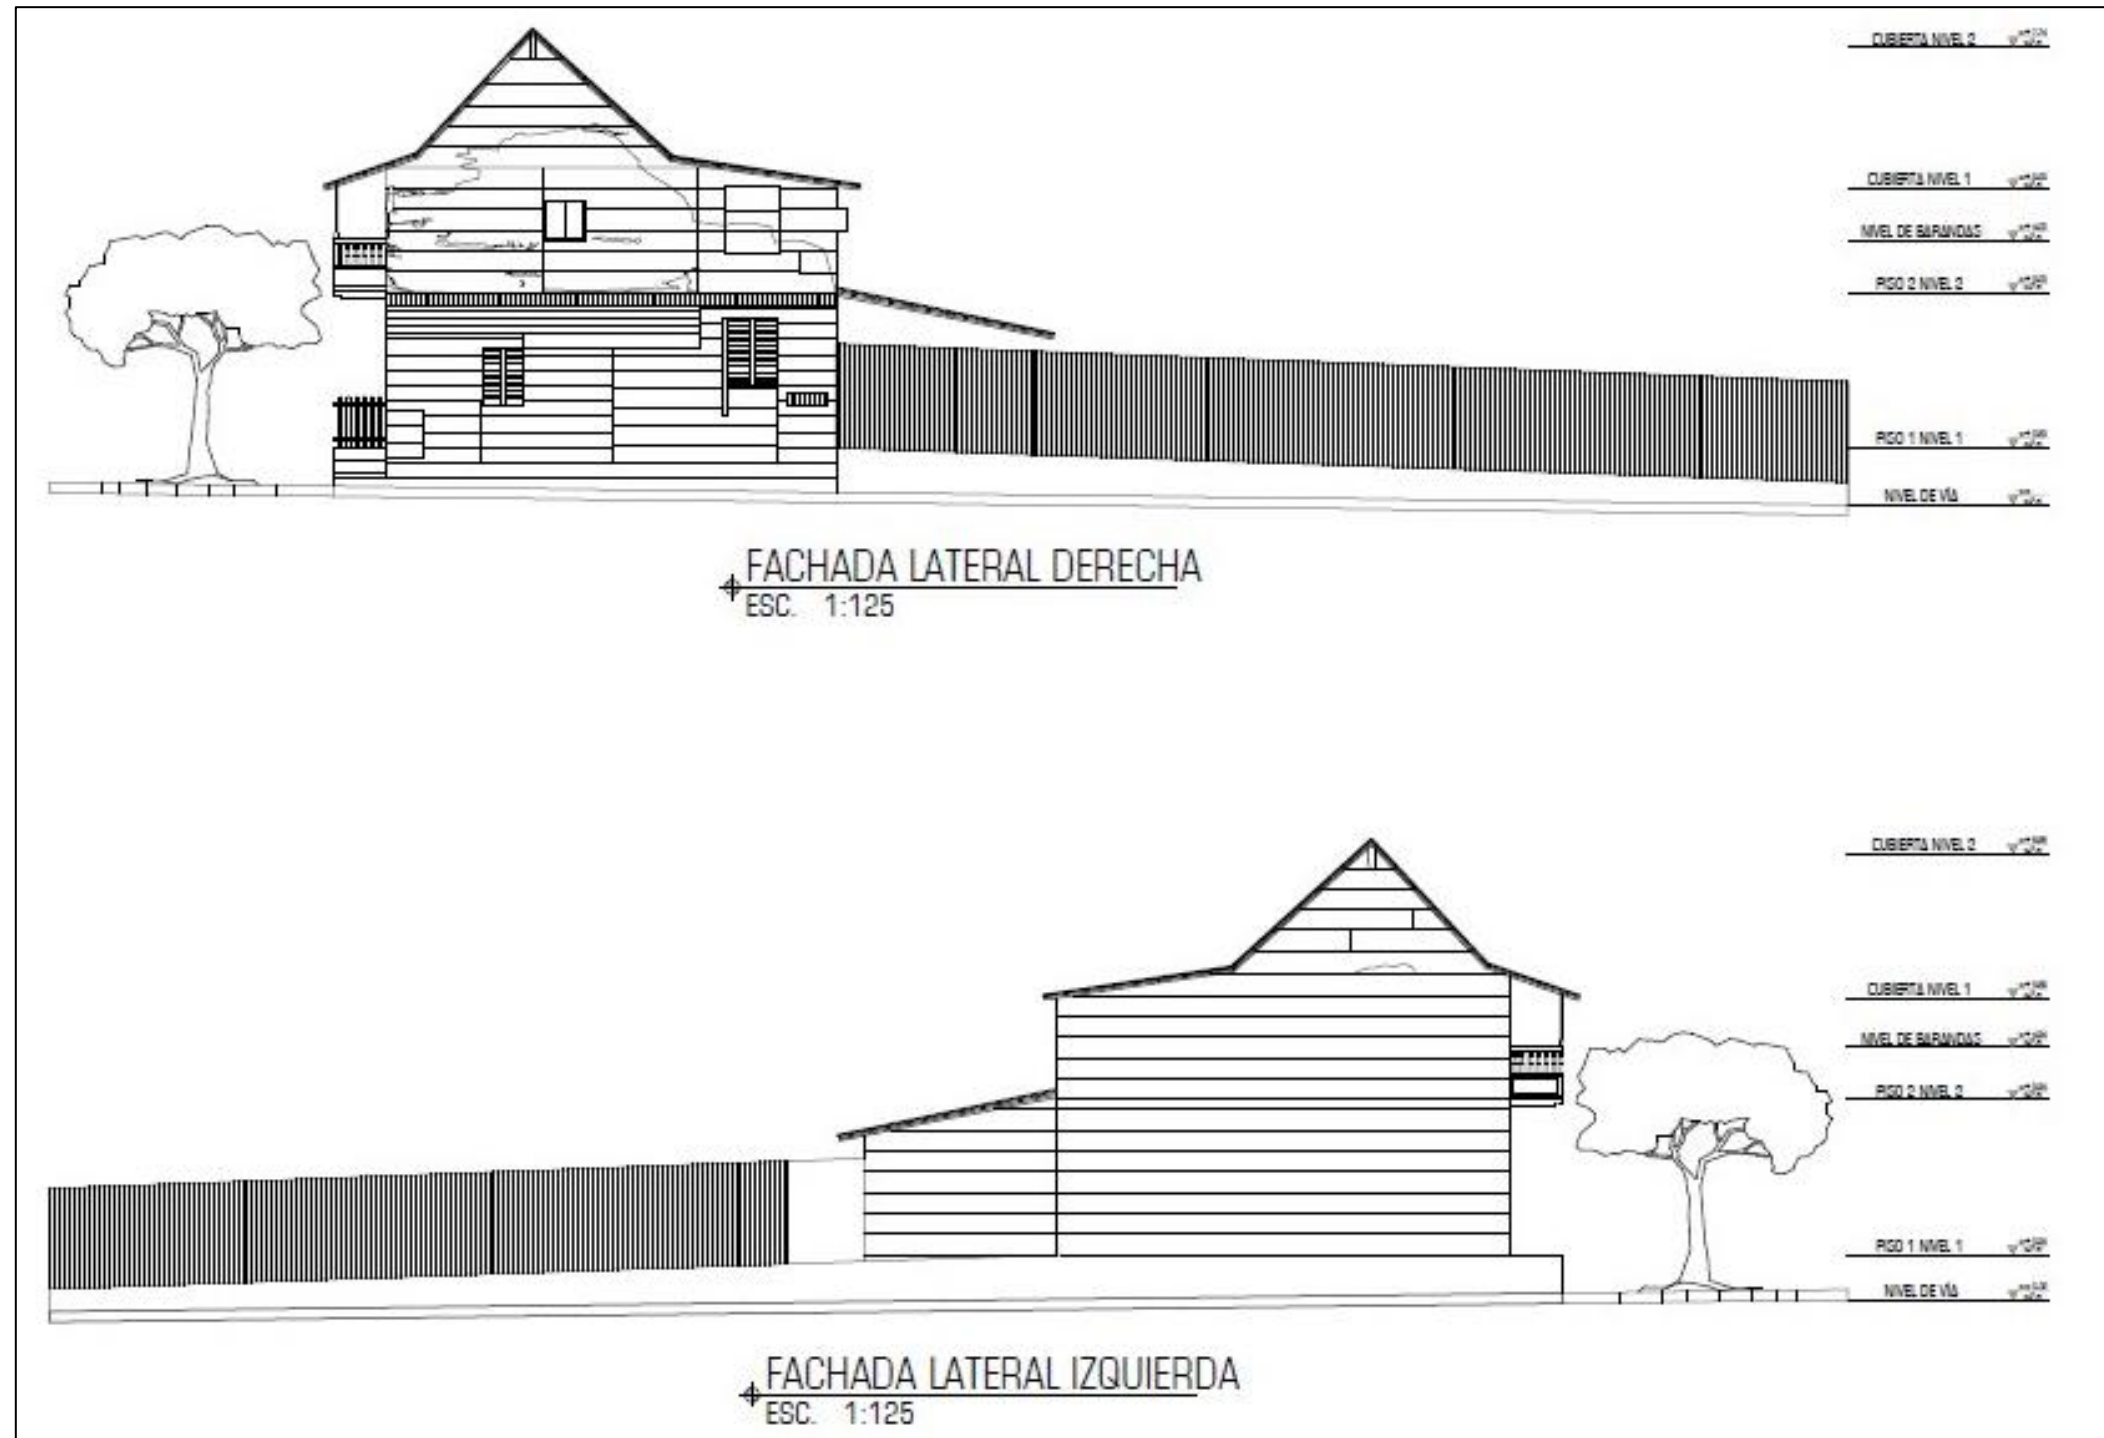 CUBIERTA NIVEL 2
CUBIERTA NIVEL 1
NIVEL DE BARANDAS
PISO 2 NIVEL 2
PISO 1 NIVEL 1
NIVEL DE VÍA
FACHADA LATERAL DERECHA
ESC. 1:125
CUBIERTA NIVEL 2
CUBIERTA NIVEL 1
NIVEL DE BARANDAS
PISO 2 NIVEL 2
PISO 1 NIVEL 1
NIVEL DE VÍA
FACHADA LATERAL IZQUIERDA
ESC. 1:125